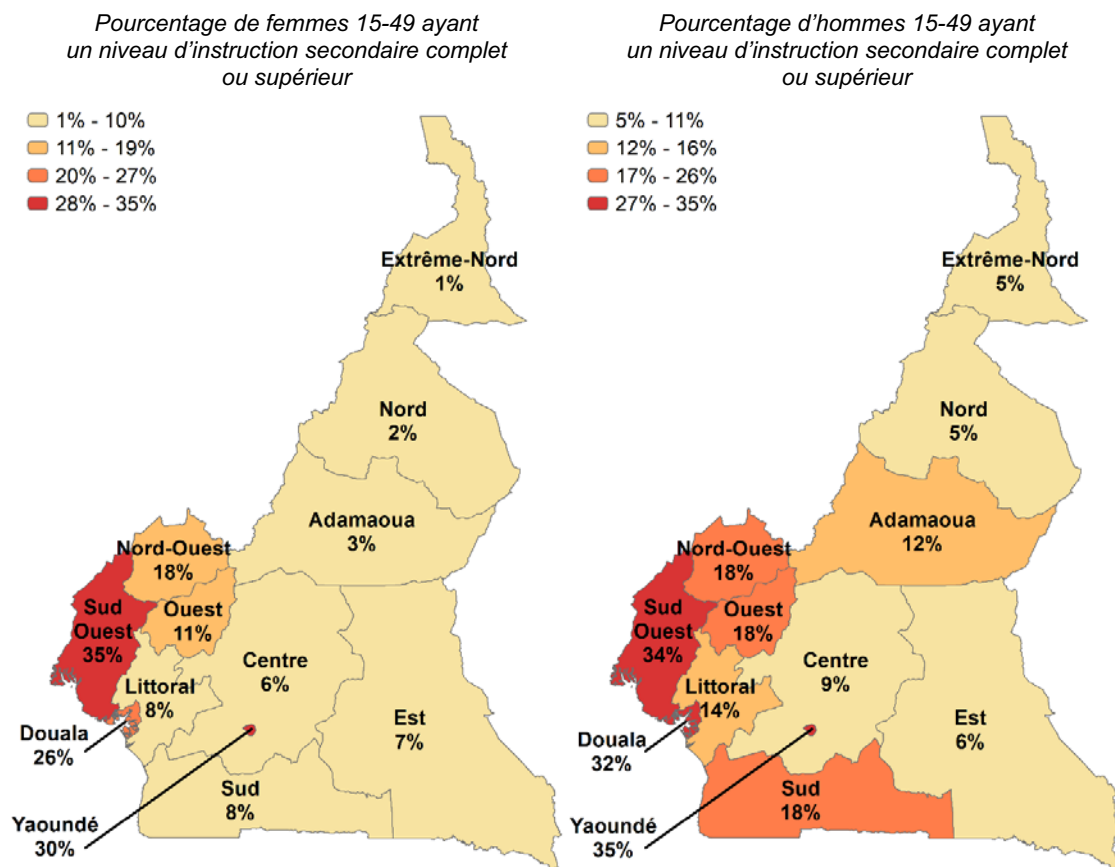 Pourcentage de femmes 15-49 ayant
un niveau d’instruction secondaire complet
ou supérieur
1% - 10%
11% - 19%
20% - 27%
28% - 35%
Extrême-Nord
1%
Nord
2%
Adamaoua
3%
Nord-Ouest
18%
Sud
Ouest
35%
Ouest
11%
Centre
6%
Littoral
8%
Est
7%
Douala
26%
Sud
8%
Yaoundé
30%
Pourcentage d’hommes 15-49 ayant
un niveau d’instruction secondaire complet
ou supérieur
5% - 11%
12% - 16%
17% - 26%
27% - 35%
Extrême-Nord
5%
Nord
5%
Adamaoua
12%
Nord-Ouest
18%
Sud
Ouest
34%
Ouest
18%
Centre
9%
Littoral
14%
Est
6%
Douala
32%
Sud
18%
Yaoundé
35%